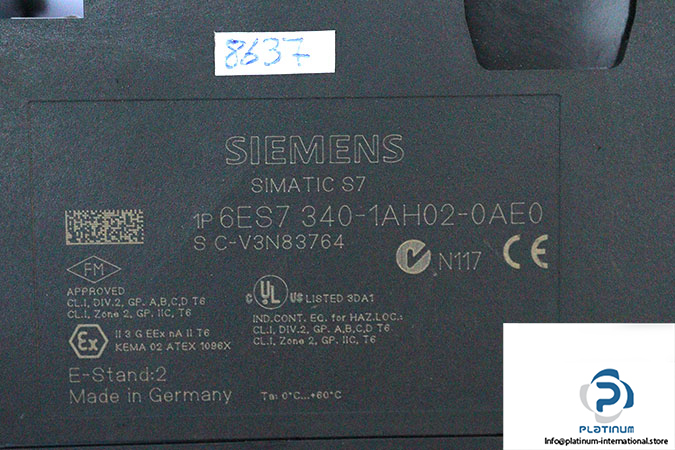 8637
SIEMENS
SIMATIC S7
1P 6ES7 340-1AH02-0AE0
S C-V3N83764
N117 CE
FM
APPROVED
CL.I, DIV.2, GP. A,B,C,D T6
CL.I, Zone 2, GP. IIC, T6
Ex II 3 G EEx nA II T6
KEMA 02 ATEX 1096X
C UL US LISTED 3DA1
IND.CONT. EQ. for HAZ.LOC.:
CL.I, DIV.2, GP. A,B,C,D T6
CL.I, Zone 2, GP. IIC, T6
E-Stand:2
Made in Germany
Ta: 0°C...+60°C
PLATINUM
Info@platinum-international.store